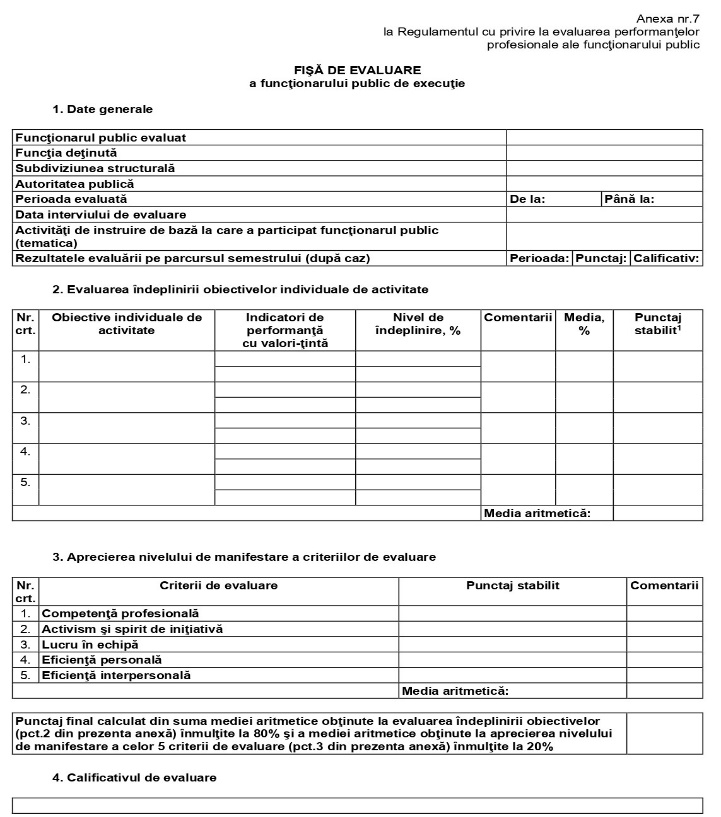 Anexa nr.7
la Regulamentul cu privire la evaluarea performanţelor
profesionale ale funcţionarului public
FIŞĂ DE EVALUARE
a funcţionarului public de execuţie
1. Date generale
Funcţionarul public evaluat
Funcţia deţinută
Subdiviziunea structurală
Autoritatea publică
Perioada evaluată De la: Până la:
Data interviului de evaluare
Activităţi de instruire de bază la care a participat funcţionarul public
(tematica)
Rezultatele evaluării pe parcursul semestrului (după caz) Perioada: Punctaj: Calificativ:
2. Evaluarea îndeplinirii obiectivelor individuale de activitate
Nr. Obiective individuale de Indicatori de Nivel de Comentarii Media, Punctaj
crt. activitate performanţă îndeplinire, % % stabilit¹
cu valori-ţintă
1.
2.
3.
4.
5.
Media aritmetică:
3. Aprecierea nivelului de manifestare a criteriilor de evaluare
Nr. Criterii de evaluare Punctaj stabilit Comentarii
crt.
1. Competenţă profesională
2. Activism şi spirit de iniţiativă
3. Lucru în echipă
4. Eficienţă personală
5. Eficienţă interpersonală
Media aritmetică:
Punctaj final calculat din suma mediei aritmetice obţinute la evaluarea îndeplinirii obiectivelor
(pct.2 din prezenta anexă) înmulţite la 80% şi a mediei aritmetice obţinute la aprecierea nivelului
de manifestare a celor 5 criterii de evaluare (pct.3 din prezenta anexă) înmulţite la 20%
4. Calificativul de evaluare